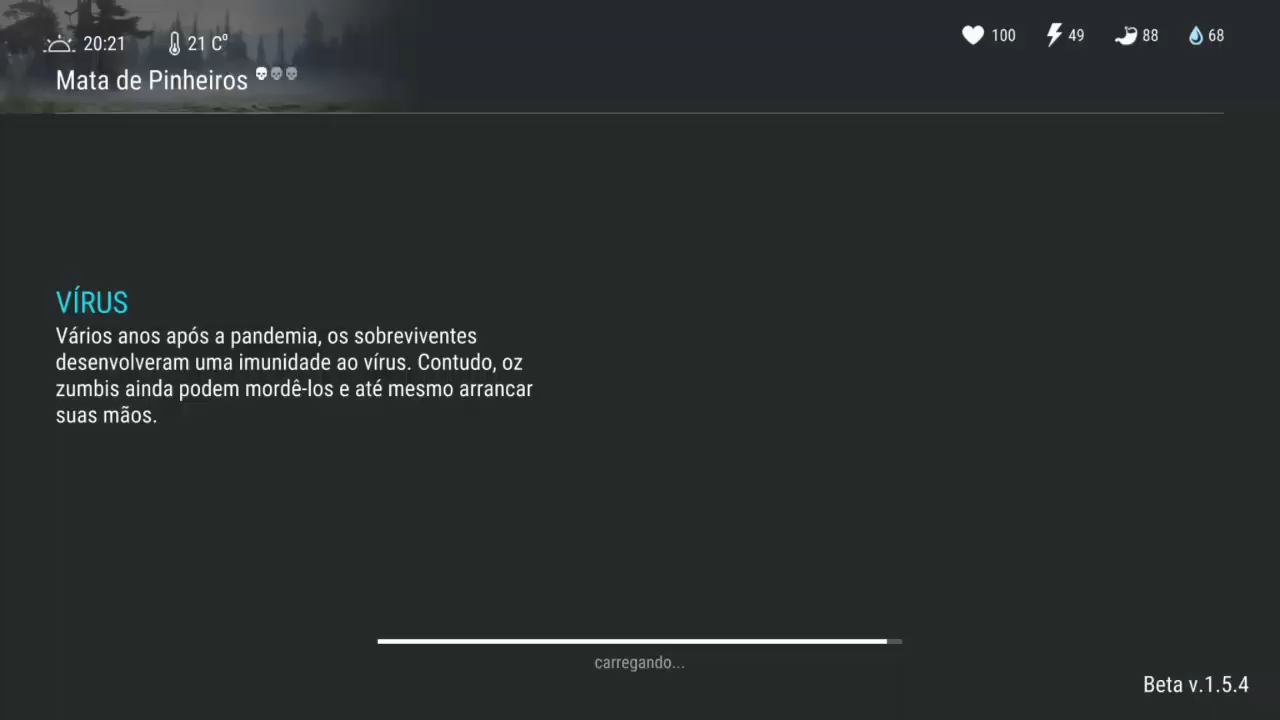 20:21 21 Cº
100 49 88 68
Mata de Pinheiros
VÍRUS
Vários anos após a pandemia, os sobreviventes
desenvolveram uma imunidade ao vírus. Contudo, oz
zumbis ainda podem mordê-los e até mesmo arrancar
suas mãos.
carregando...
Beta v.1.5.4